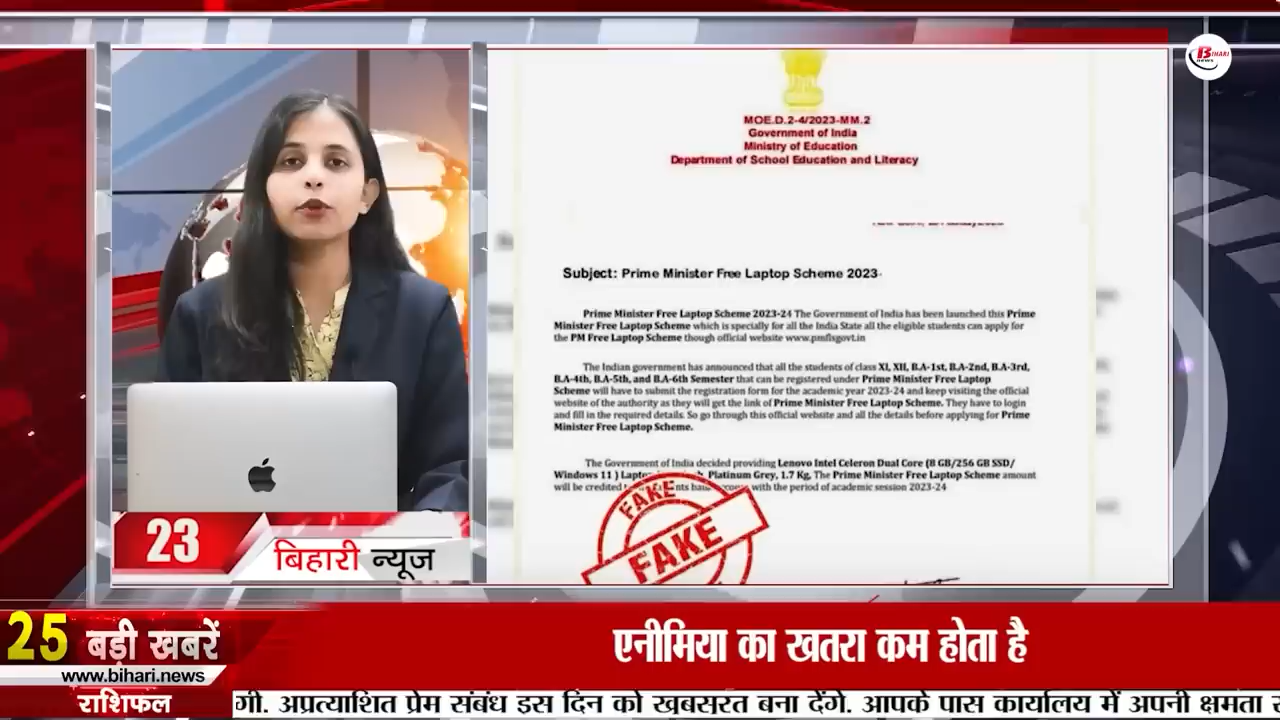 BIHARI
news
MOE.D.2-4/2023-MM.2
Government of India
Ministry of Education
Department of School Education and Literacy
Subject: Prime Minister Free Laptop Scheme 2023-
Prime Minister Free Laptop Scheme 2023-24 The Government of India has been launched this Prime
Minister Free Laptop Scheme which is specially for all the India State all the eligible students can apply for
the PM Free Laptop Scheme though official website www.pmflsgovt.in
The Indian government has announced that all the students of class XI, XII, B.A-1st, B.A-2nd, B.A-3rd,
B.A-4th, B.A-5th, and B.A-6th Semester that can be registered under Prime Minister Free Laptop
Scheme will have to submit the registration form for the academic year 2023-24 and keep visiting the official
website of the authority as they will get the link of Prime Minister Free Laptop Scheme. They have to login
and fill in the required details. So go through this official website and all the details before applying for Prime
Minister Free Laptop Scheme.
The Government of India decided providing Lenovo Intel Celeron Dual Core (8 GB/256 GB SSD/
Windows 11 ) Platinum Grey, 1.7 Kg, The Prime Minister Free Laptop Scheme amount
will be credited with the period of academic session 2023-24
FAKE
FAKE
23
बिहारी न्यूज
25 बड़ी खबरें
www.bihari.news
एनीमिया का खतरा कम होता है
राशिफल
गी. अप्रत्याशित प्रेम संबंध इस दिन को खूबसूरत बना देंगे. आपके पास कार्यालय में अपनी क्षमता